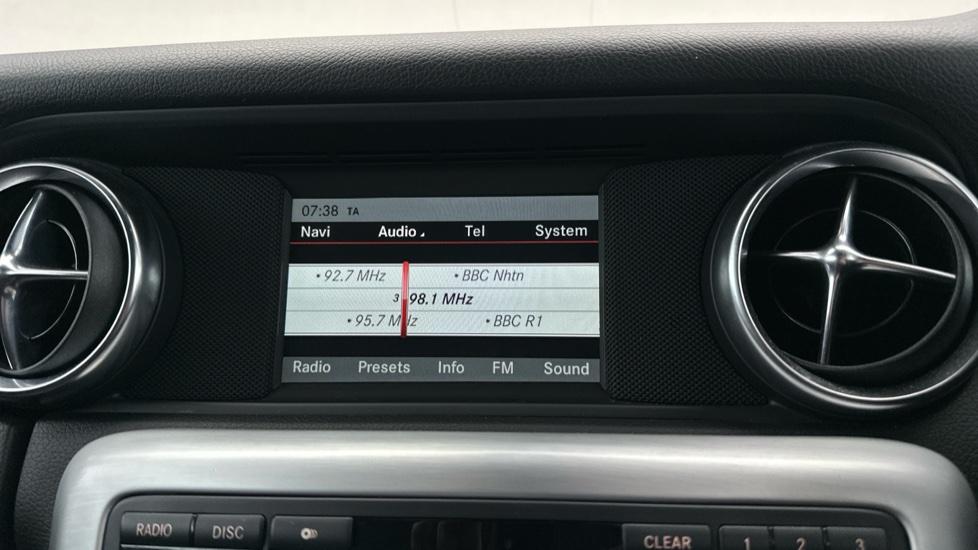 07:38 TA
Navi Audio Tel System
• 92.7 MHz • BBC Nhtn
3 98.1 MHz
• 95.7 MHz • BBC R1
Radio Presets Info FM Sound
RADIO DISC CLEAR 1 2 3